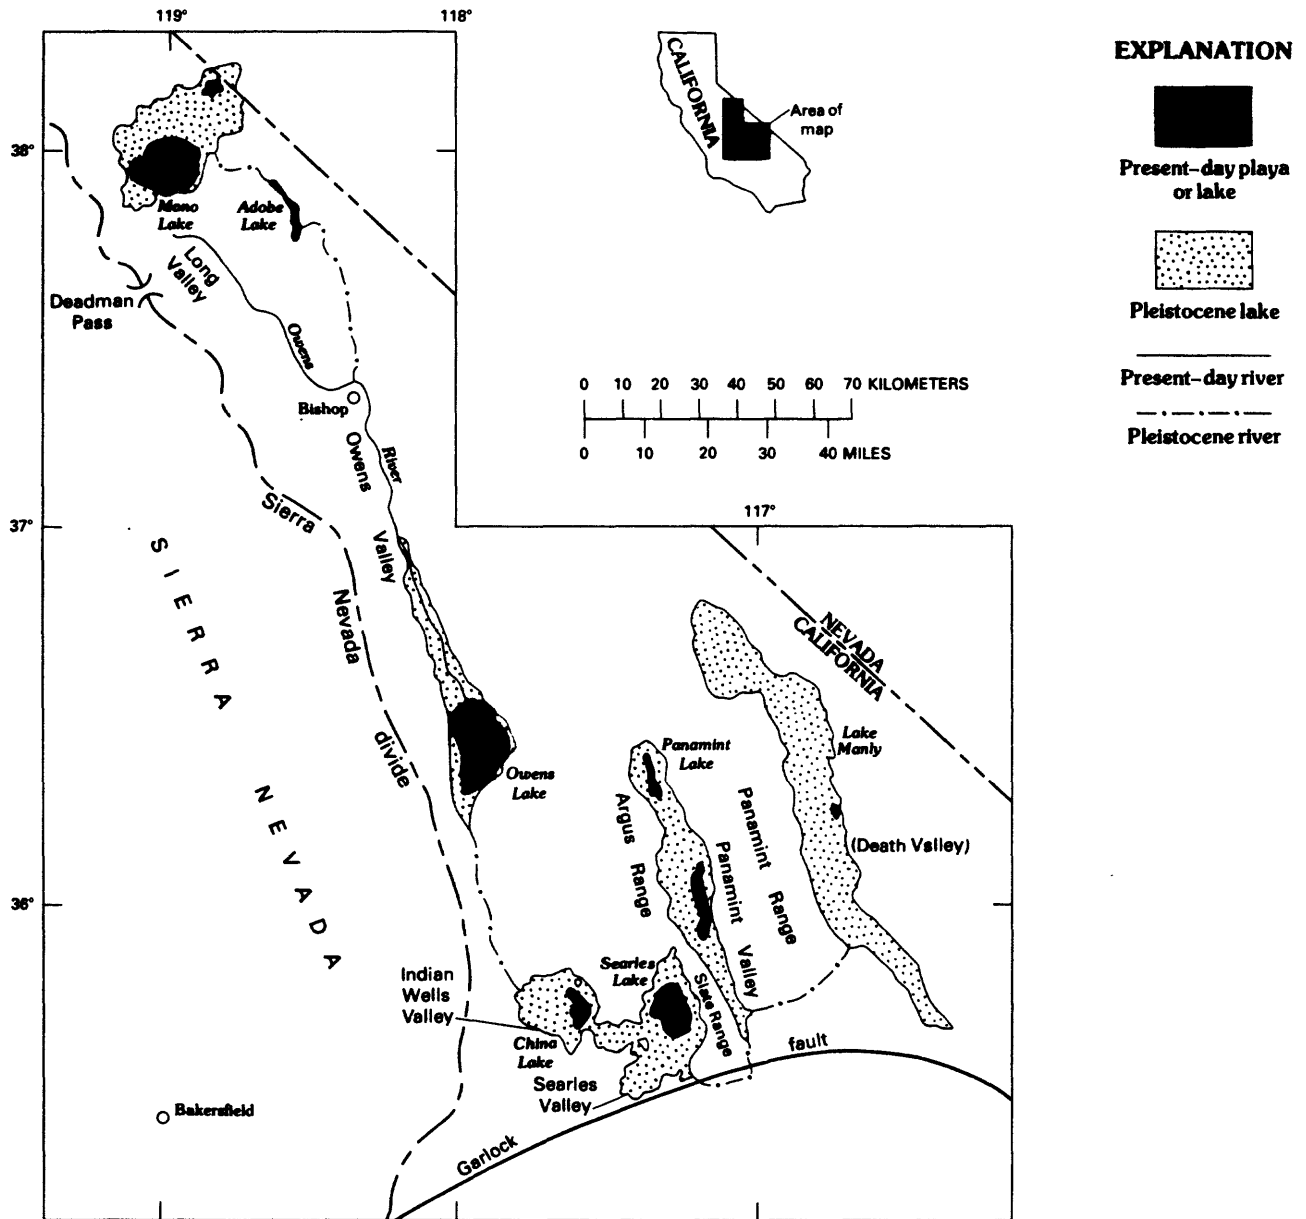 119°
118°
EXPLANATION
CALIFORNIA
Area of
map
Present-day playa
or lake
38°
Mono
Lake
Adobe
Lake
Long
Valley
Deadman
Pass
Pleistocene lake
Owens
0 10 20 30 40 50 60 70 KILOMETERS
Present-day river
Bishop
Pleistocene river
0 10 20 30 40 MILES
Owens
River
Valley
37°
117°
Sierra
Nevada
divide
SIERRA NEVADA
NEVADA
CALIFORNIA
Lake
Manly
Panamint
Lake
Owens
Lake
Argus Range
Panamint Valley
Panamint Range
(Death Valley)
36°
Indian
Wells
Valley
Searles
Lake
Slate Range
China
Lake
fault
Searles
Valley
Bakersfield
Garlock